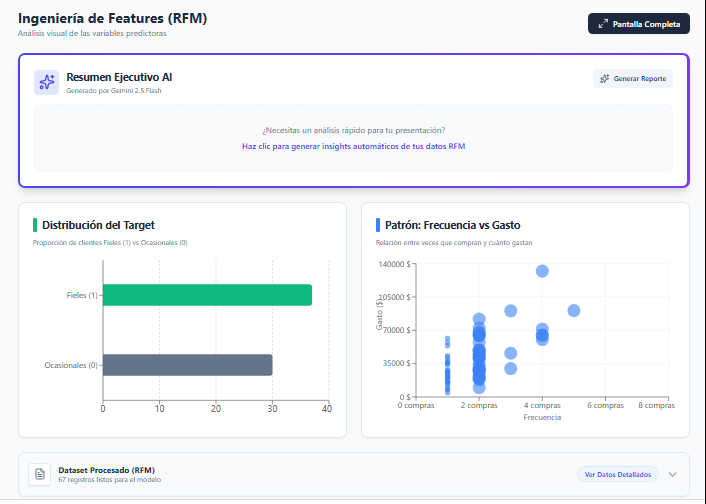 Ingeniería de Features (RFM)
Análisis visual de las variables predictoras
Pantalla Completa
Resumen Ejecutivo AI
Generado por Gemini 2.5 Flash
Generar Reporte
¿Necesitas un análisis rápido para tu presentación?
Haz clic para generar insights automáticos de tus datos RFM
Distribución del Target
Proporción de clientes Fieles (1) vs Ocasionales (0)
Fieles (1)
Ocasionales (0)
0 10 20 30 40
Patrón: Frecuencia vs Gasto
Relación entre veces que compran y cuánto gastan
140000 $
105000 $
70000 $
35000 $
0 $
Gasto ($)
0 compras 2 compras 4 compras 6 compras 8 compras
Frecuencia
Dataset Procesado (RFM)
67 registros listos para el modelo
Ver Datos Detallados